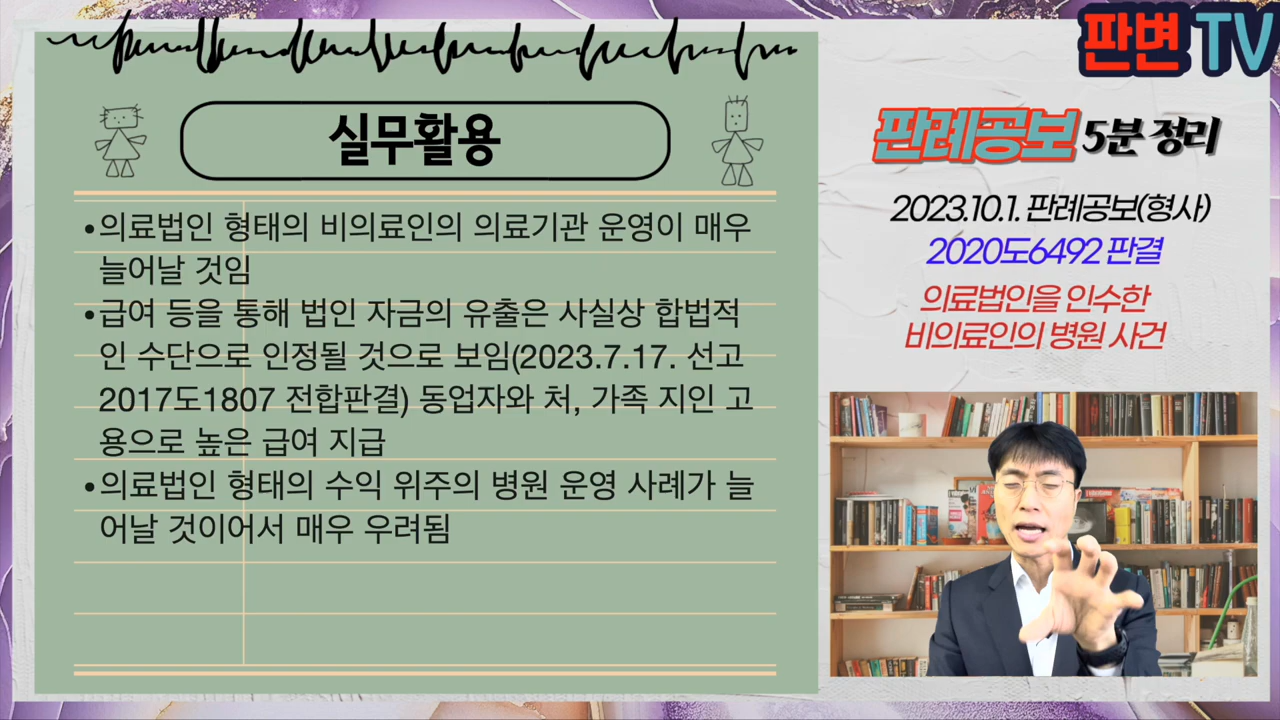 판변 TV
실무활용
•의료법인 형태의 비의료인의 의료기관 운영이 매우
늘어날 것임
•급여 등을 통해 법인 자금의 유출은 사실상 합법적
인 수단으로 인정될 것으로 보임(2023.7.17. 선고
2017도1807 전합판결) 동업자와 처, 가족 지인 고
용으로 높은 급여 지급
•의료법인 형태의 수익 위주의 병원 운영 사례가 늘
어날 것이어서 매우 우려됨
판례공보 5분 정리
2023.10.1. 판례공보(형사)
2020도6492 판결
의료법인을 인수한
비의료인의 병원 사건